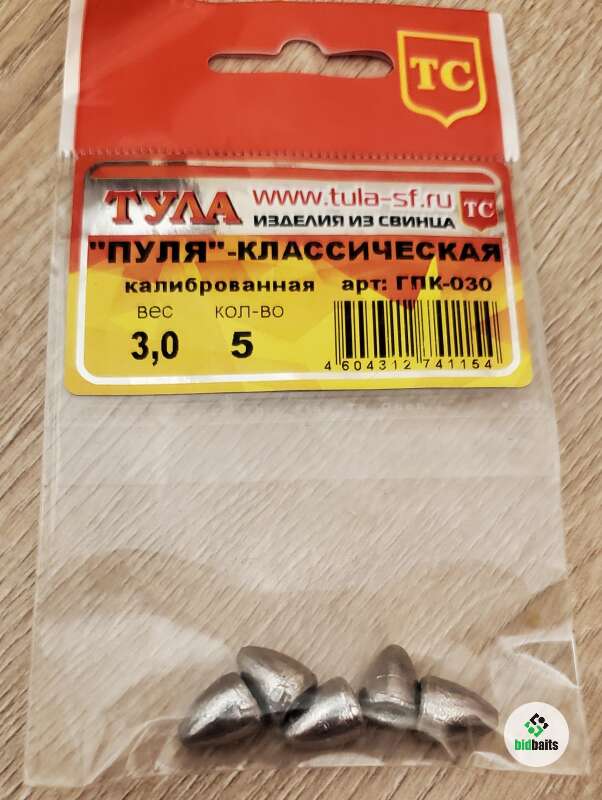 ТС
ТУЛА www.tula-sf.ru ТС
ИЗДЕЛИЯ ИЗ СВИНЦА
"ПУЛЯ"-КЛАССИЧЕСКАЯ
калиброванная арт: ГПК-030
вес кол-во
3,0 5
4 604312 741154
bidbaits